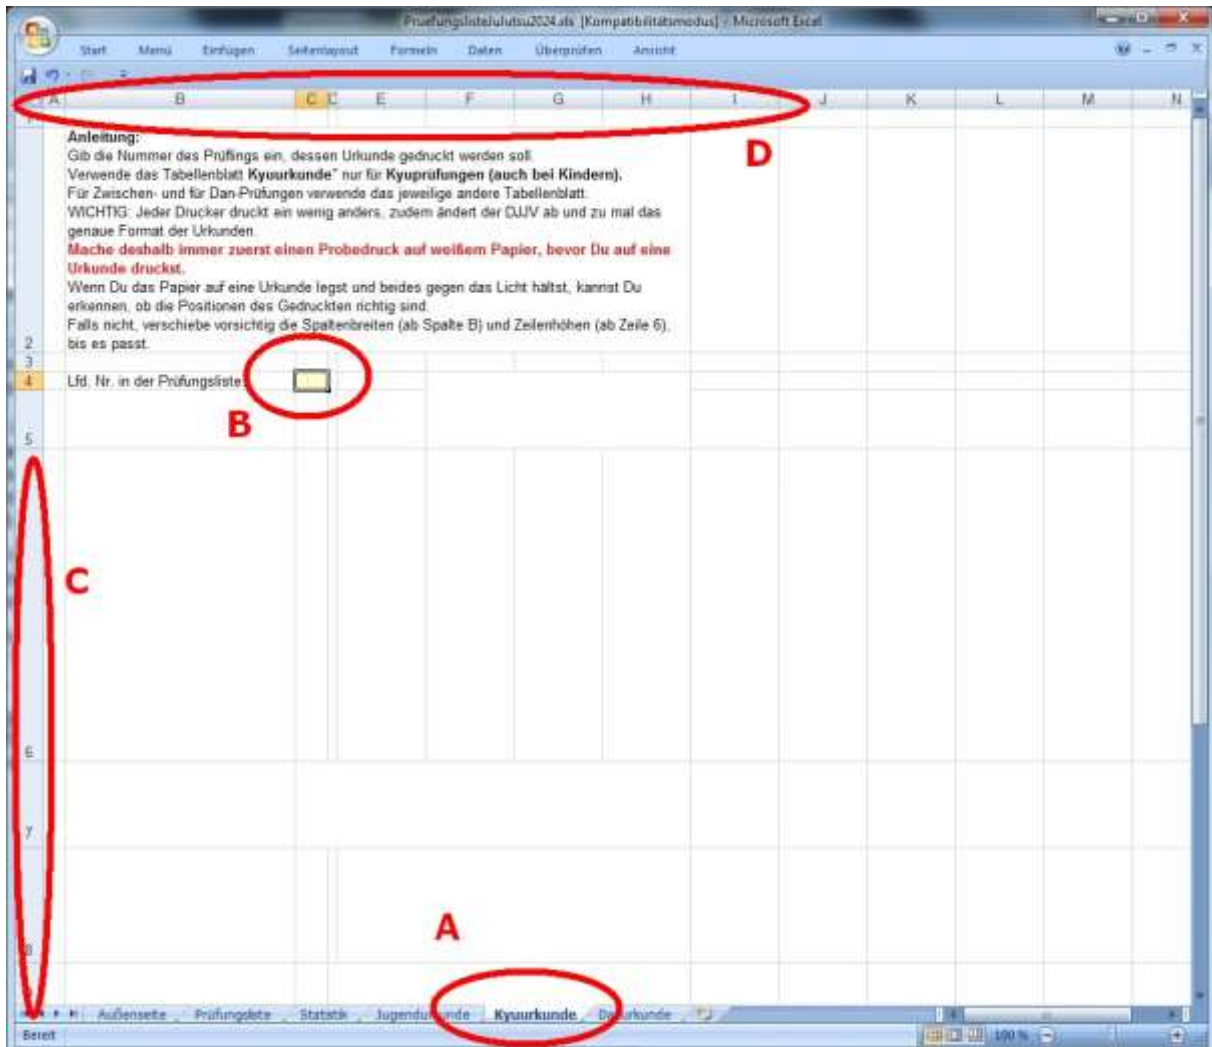 PruefungslisteJuJutsu2024.xls [Kompatibilitätsmodus] - Microsoft Excel
Start Menü Einfügen Seitenlayout Formeln Daten Überprüfen Ansicht
A B C D E F G H I J K L M N
D
1
Anleitung:
Gib die Nummer des Prüflings ein, dessen Urkunde gedruckt werden soll.
Verwende das Tabellenblatt Kyuurkunde" nur für Kyuprüfungen (auch bei Kindern).
Für Zwischen- und für Dan-Prüfungen verwende das jeweilige andere Tabellenblatt.
WICHTIG: Jeder Drucker druckt ein wenig anders, zudem ändert der DJJV ab und zu mal das
genaue Format der Urkunden.
Mache deshalb immer zuerst einen Probedruck auf weißem Papier, bevor Du auf eine
Urkunde druckst.
Wenn Du das Papier auf eine Urkunde legst und beides gegen das Licht hältst, kannst Du
erkennen, ob die Positionen des Gedruckten richtig sind.
Falls nicht, verschiebe vorsichtig die Spaltenbreiten (ab Spalte B) und Zeilenhöhen (ab Zeile 6),
2 bis es passt.
3
4 Lfd. Nr. in der Prüfungsliste:
B
5
C
6
7
A
8
Außenseite Prüfungsliste Statistik Jugendurkunde Kyuurkunde Danurkunde
Bereit 100 %